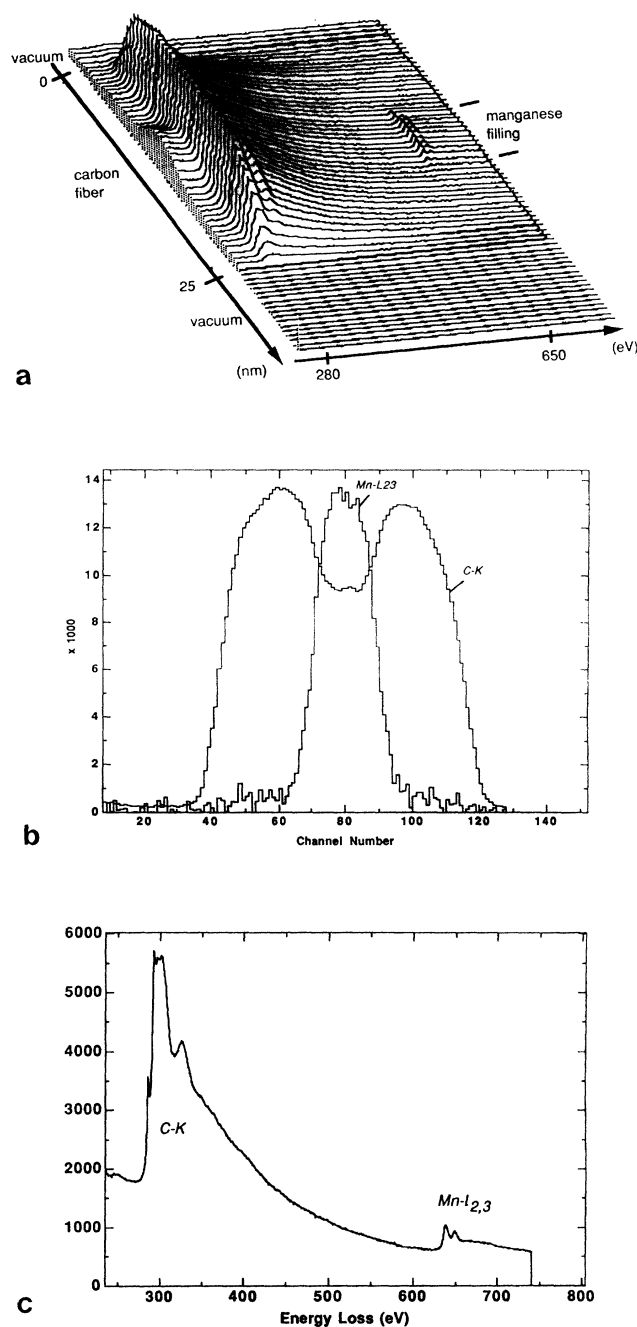 vacuum
0
carbon
fiber
25
vacuum
(nm)
280
650
(eV)
manganese
filling
a
14
12
10
8
6
4
2
0
x 1000
Mn-L23
C-K
20
40
60
80
100
120
140
Channel Number
b
6000
5000
4000
3000
2000
1000
0
C-K
Mn-l2,3
300
400
500
600
700
800
Energy Loss (eV)
c